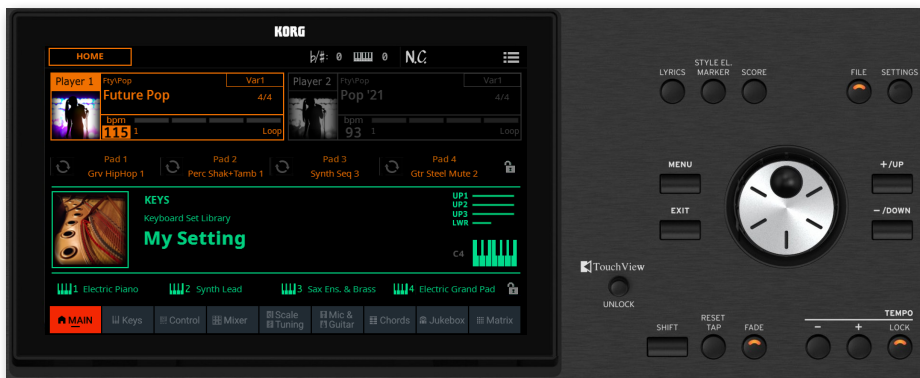 KORG
HOME
b/#: 0 0 N.C.
Player 1 Fty\Pop Var1
Future Pop 4/4
bpm
115 1 Loop
Player 2 Fty\Pop Var1
Pop '21 4/4
bpm
93 1 Loop
Pad 1 Pad 2 Pad 3 Pad 4
Grv HipHop 1 Perc Shak+Tamb 1 Synth Seq 3 Gtr Steel Mute 2
KEYS
Keyboard Set Library
My Setting
UP1
UP2
UP3
LWR
C4
1 Electric Piano 2 Synth Lead 3 Sax Ens. & Brass 4 Electric Grand Pad
MAIN Keys Control Mixer Scale Tuning Mic & Guitar Chords Jukebox Matrix
LYRICS STYLE EL. MARKER SCORE FILE SETTINGS
MENU +/UP
EXIT -/DOWN
TouchView
UNLOCK
SHIFT RESET TAP FADE
TEMPO
- + LOCK